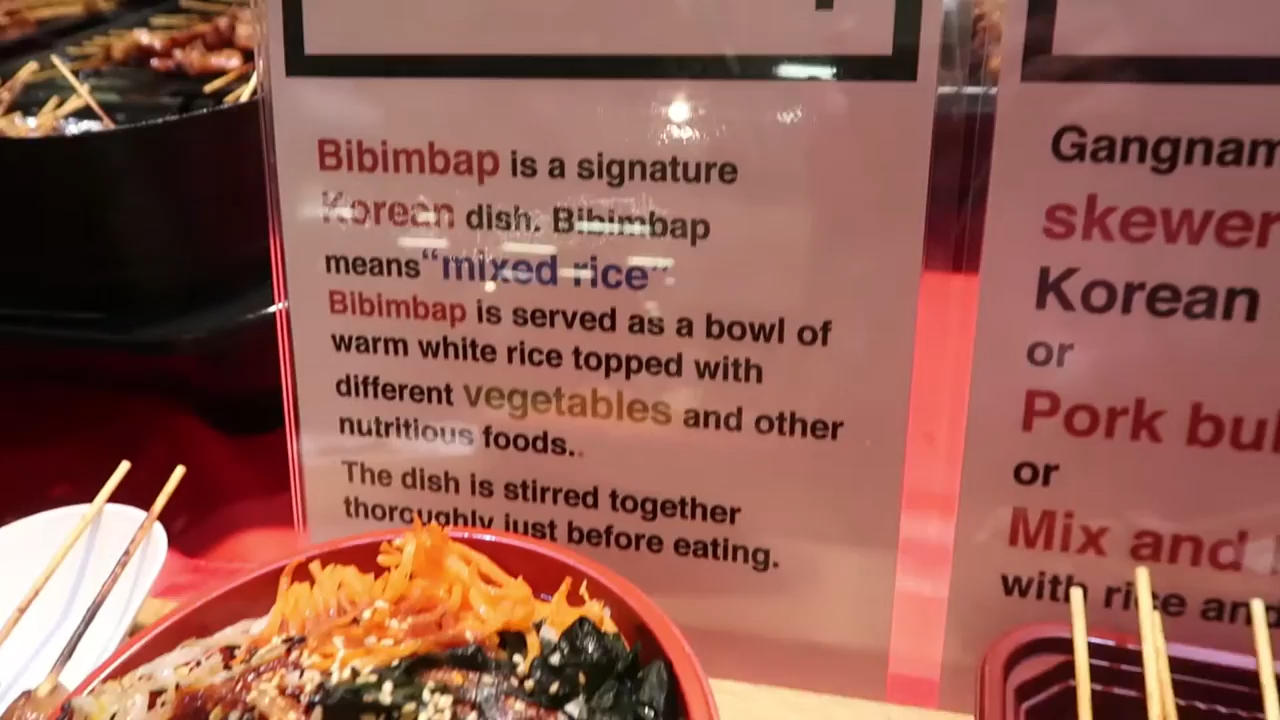 Bibimbap is a signature
Korean dish. Bibimbap
means “mixed rice”
Bibimbap is served as a bowl of
warm white rice topped with
different vegetables and other
nutritious foods..
The dish is stirred together
thoroughly just before eating.
Gangnam
skewer
Korean
or
Pork bul
or
Mix and
with rice and